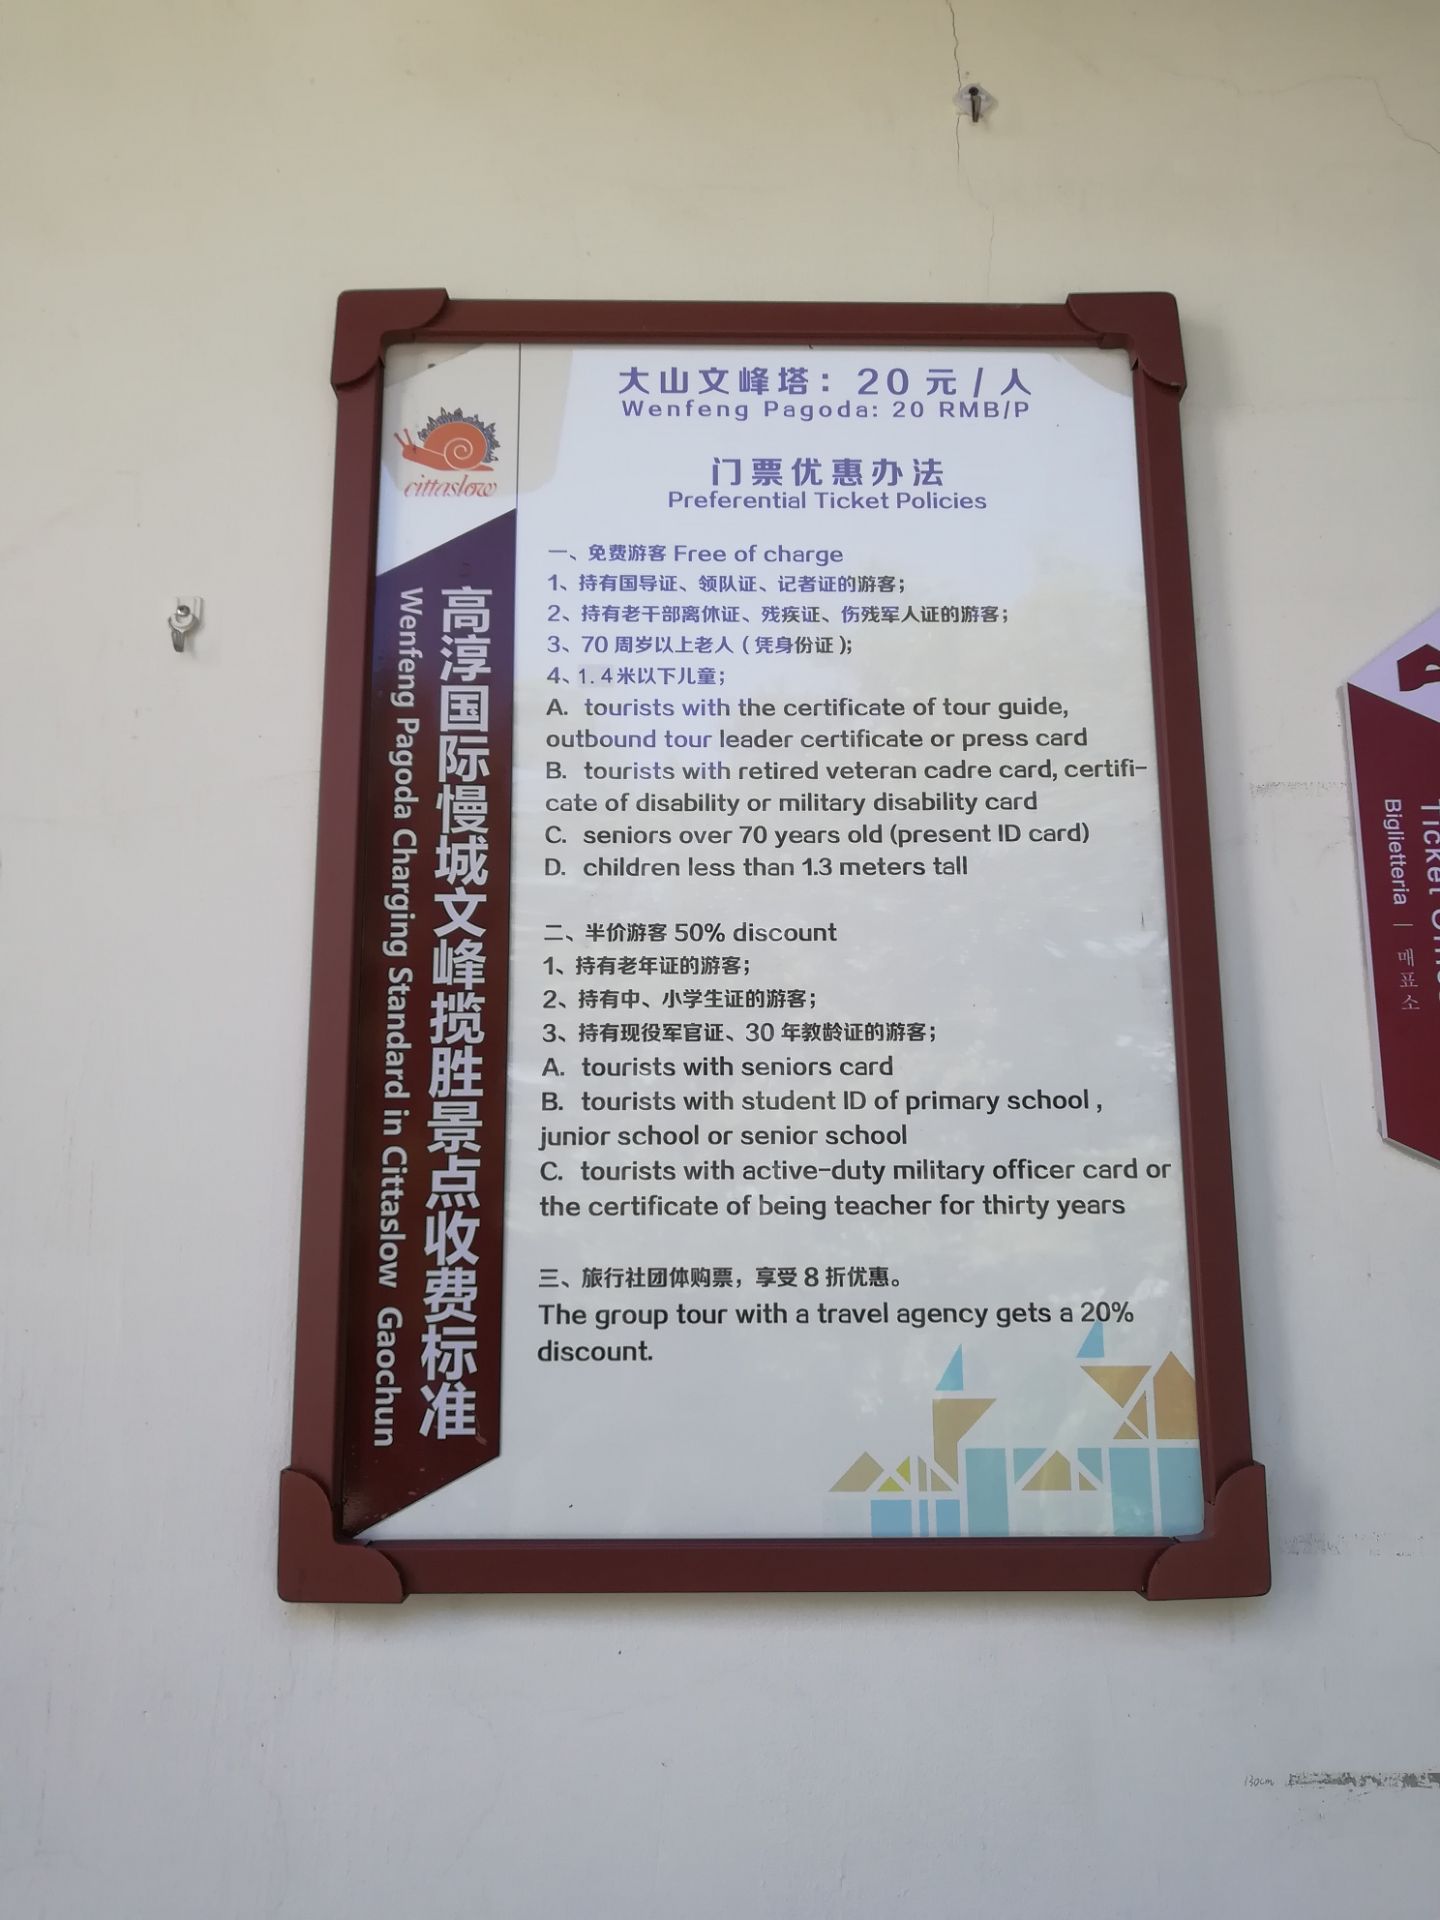 大山文峰塔：20 元 / 人
Wenfeng Pagoda: 20 RMB/P
门票优惠办法
Preferential Ticket Policies
一、免费游客 Free of charge
1、持有国导证、领队证、记者证的游客；
2、持有老干部离休证、残疾证、伤残军人证的游客；
3、70 周岁以上老人（凭身份证）；
4、1.4米以下儿童；
A. tourists with the certificate of tour guide,
outbound tour leader certificate or press card
B. tourists with retired veteran cadre card, certifi-
cate of disability or military disability card
C. seniors over 70 years old (present ID card)
D. children less than 1.3 meters tall
二、半价游客 50% discount
1、持有老年证的游客；
2、持有中、小学生证的游客；
3、持有现役军官证、30 年教龄证的游客；
A. tourists with seniors card
B. tourists with student ID of primary school ,
junior school or senior school
C. tourists with active-duty military officer card or
the certificate of being teacher for thirty years
三、旅行社团体购票，享受 8 折优惠。
The group tour with a travel agency gets a 20%
discount.
cittaslow
高淳国际慢城文峰揽胜景点收费标准
Wenfeng Pagoda Charging Standard in Cittaslow Gaochun
Ticket
Biglietteria | 매표소
130cm